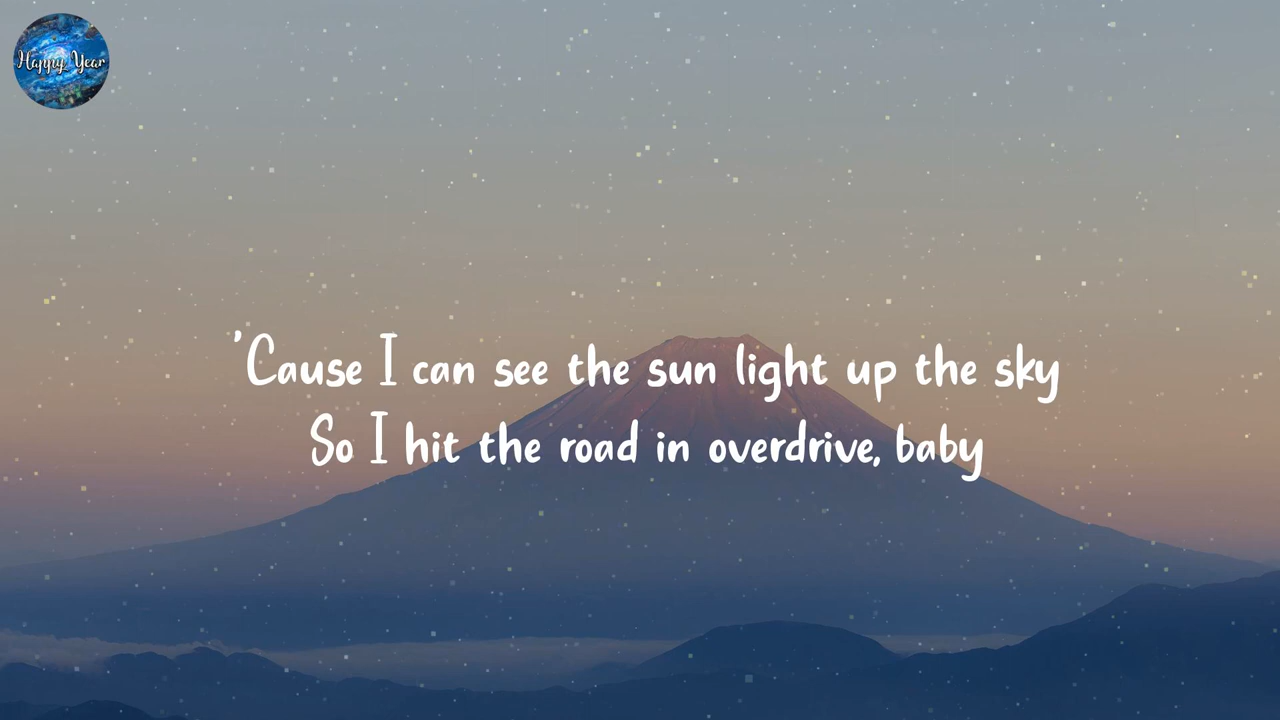 Happy Year
'Cause I can see the sun light up the sky
So I hit the road in overdrive, baby